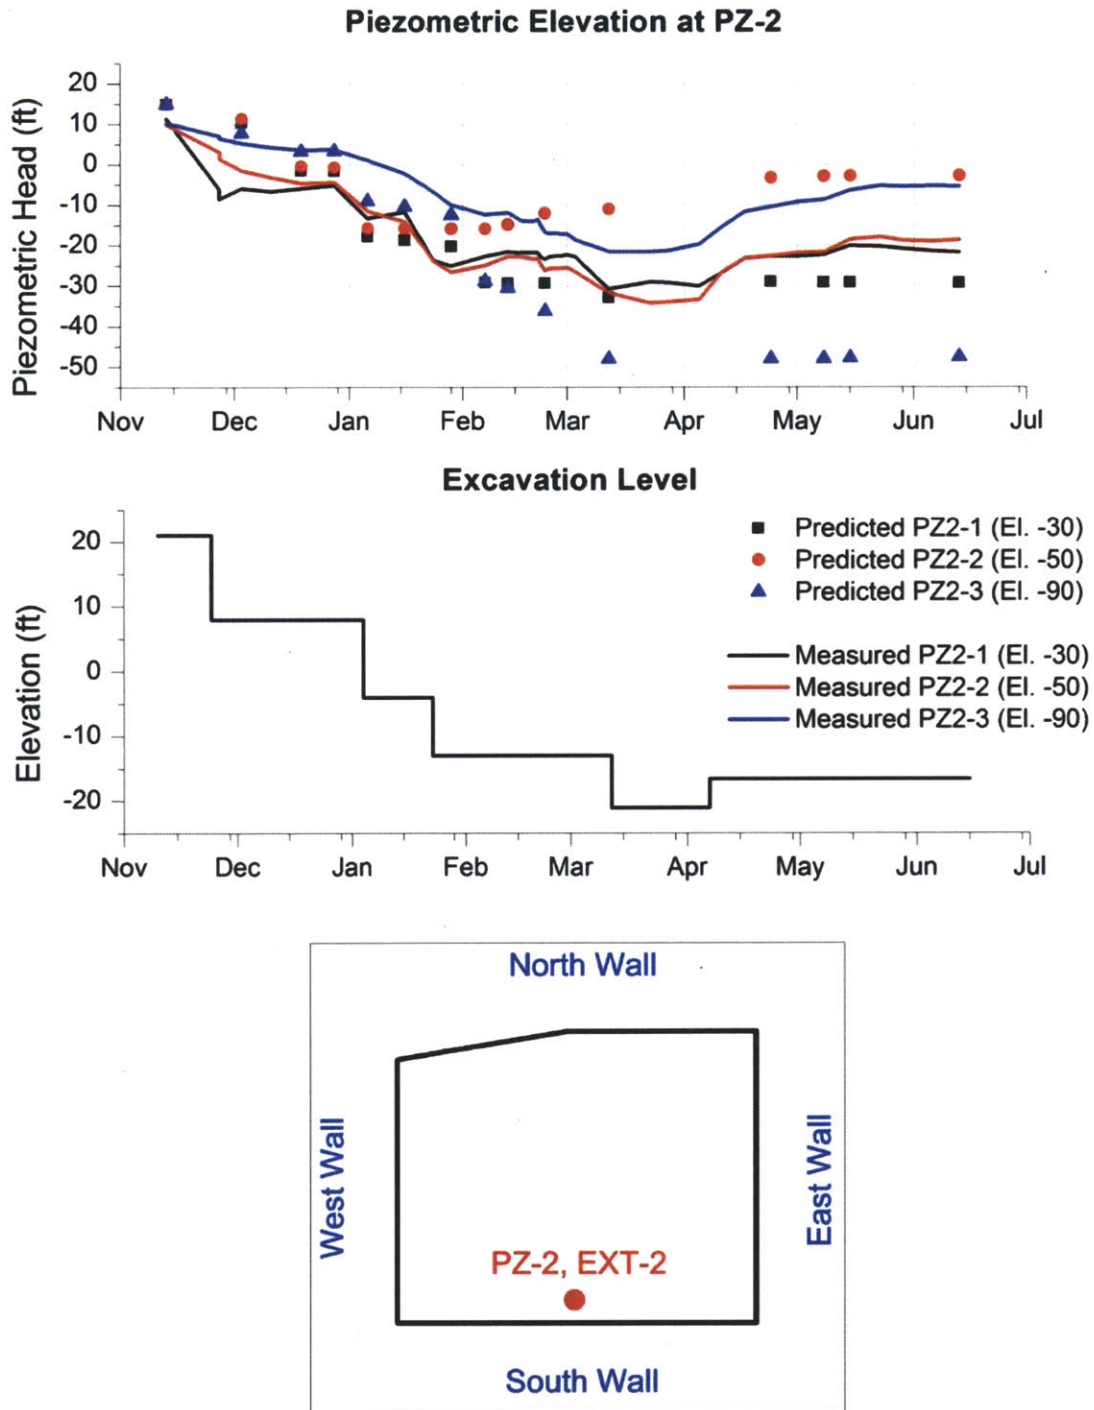 Piezometric Elevation at PZ-2
Piezometric Head (ft)
20
10
0
-10
-20
-30
-40
-50
Nov Dec Jan Feb Mar Apr May Jun Jul
Excavation Level
Elevation (ft)
20
10
0
-10
-20
Predicted PZ2-1 (El. -30)
Predicted PZ2-2 (El. -50)
Predicted PZ2-3 (El. -90)
Measured PZ2-1 (El. -30)
Measured PZ2-2 (El. -50)
Measured PZ2-3 (El. -90)
Nov Dec Jan Feb Mar Apr May Jun Jul
North Wall
West Wall
East Wall
PZ-2, EXT-2
South Wall